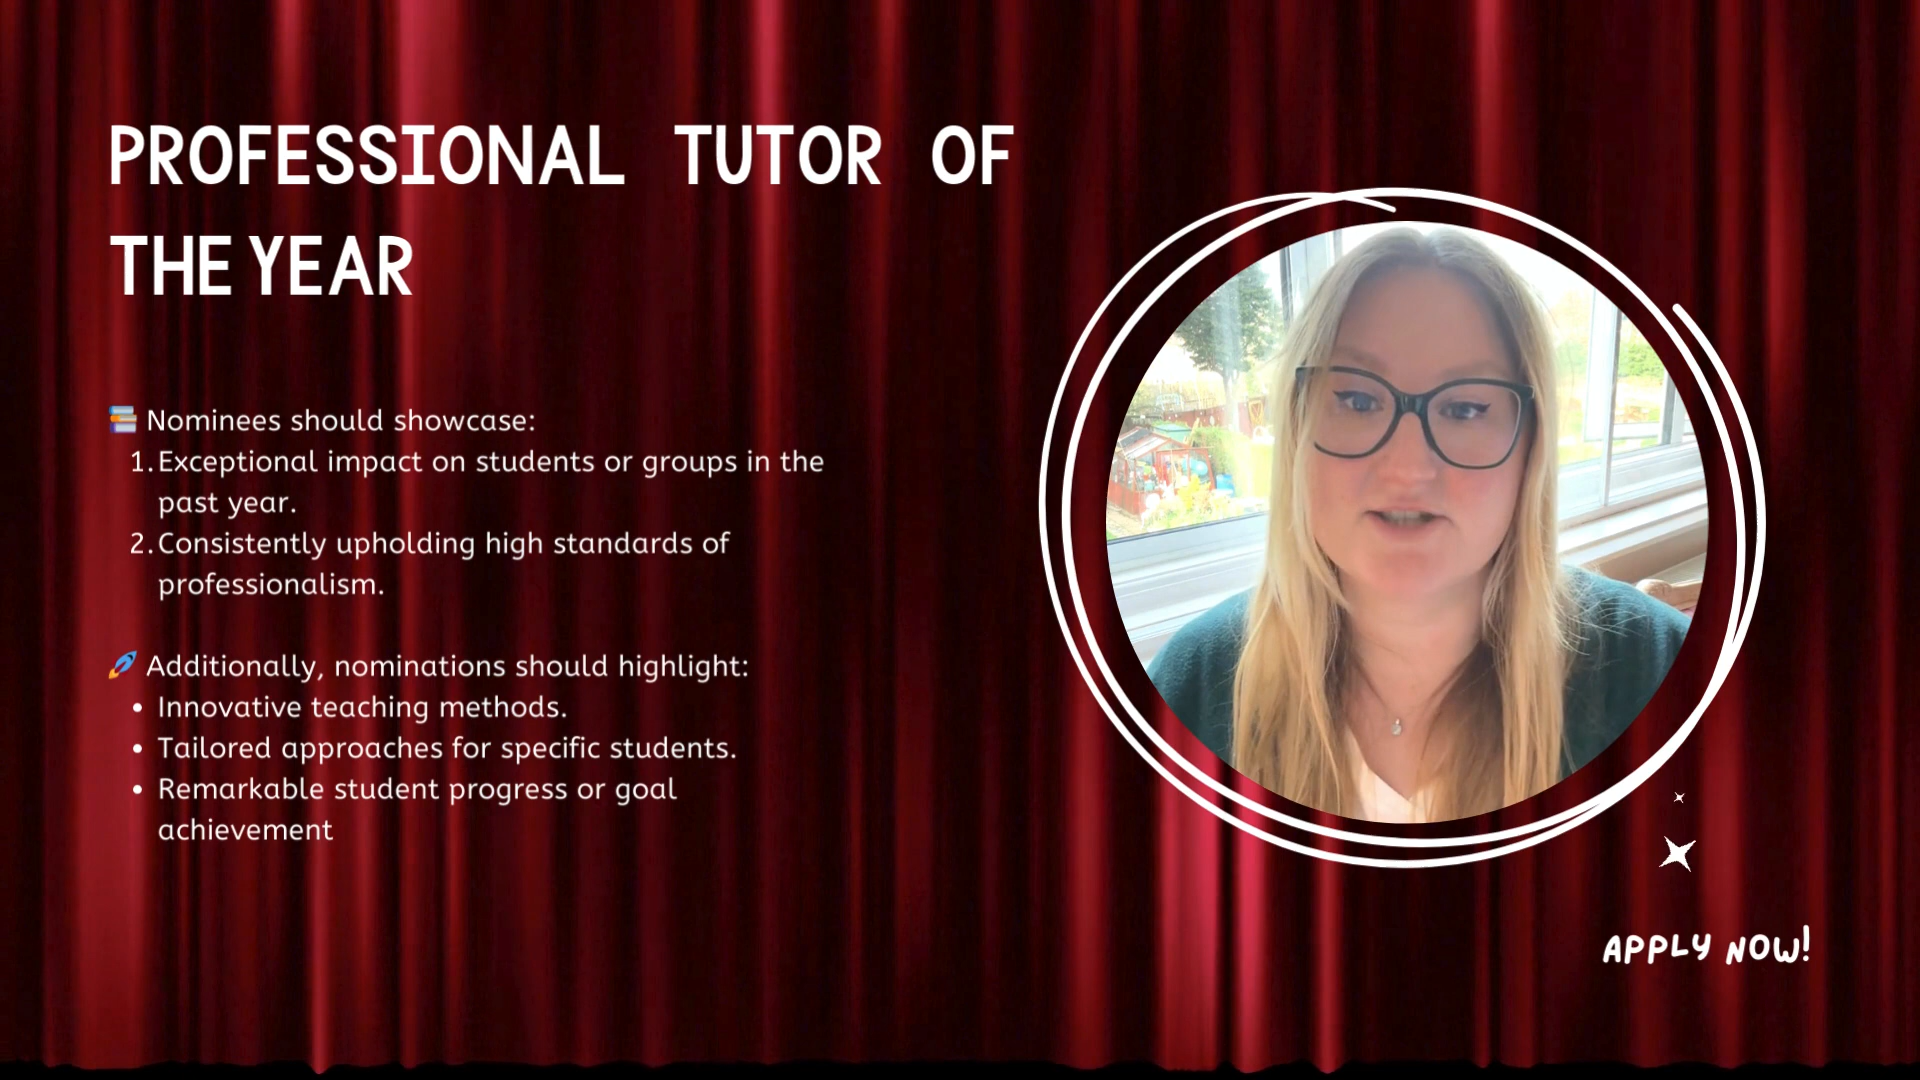 PROFESSIONAL TUTOR OF
THE YEAR
📚 Nominees should showcase:
1. Exceptional impact on students or groups in the
past year.
2. Consistently upholding high standards of
professionalism.
🚀 Additionally, nominations should highlight:
• Innovative teaching methods.
• Tailored approaches for specific students.
• Remarkable student progress or goal
achievement
APPLY NOW!